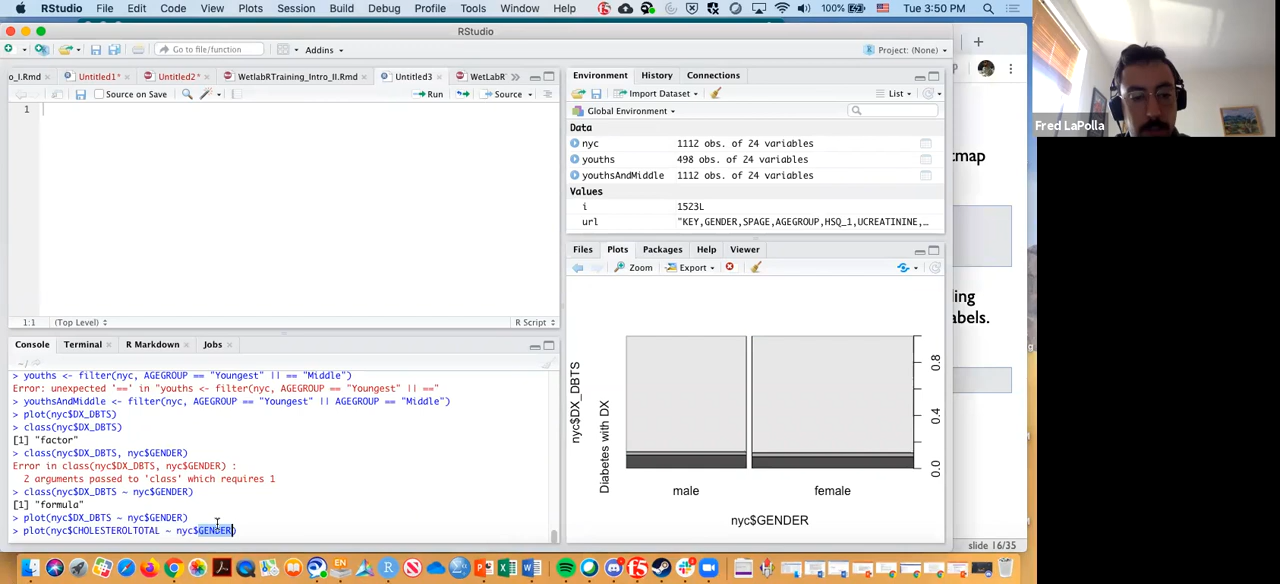 RStudio File Edit Code View Plots Session Build Debug Profile Tools Window Help 100% Tue 3:50 PM
RStudio
Go to file/function Addins Project: (None)
o_I.Rmd Untitled1* Untitled2* WetlabRTraining_Intro_II.Rmd Untitled3 WetLabR
Source on Save Run Source
1
1:1 (Top Level) R Script
Console Terminal R Markdown Jobs
~/
> youths <- filter(nyc, AGEGROUP == "Youngest" || == "Middle")
Error: unexpected '==' in "youths <- filter(nyc, AGEGROUP == "Youngest" || =="
> youthsAndMiddle <- filter(nyc, AGEGROUP == "Youngest" || AGEGROUP == "Middle")
> plot(nyc$DX_DBTS)
> class(nyc$DX_DBTS)
[1] "factor"
> class(nyc$DX_DBTS, nyc$GENDER)
Error in class(nyc$DX_DBTS, nyc$GENDER) :
2 arguments passed to 'class' which requires 1
> class(nyc$DX_DBTS ~ nyc$GENDER)
[1] "formula"
> plot(nyc$DX_DBTS ~ nyc$GENDER)
> plot(nyc$CHOLESTEROLTOTAL ~ nyc$GENDER)
Environment History Connections
Import Dataset List
Global Environment
Data
nyc 1112 obs. of 24 variables
youths 498 obs. of 24 variables
youthsAndMiddle 1112 obs. of 24 variables
Values
i 1523L
url "KEY,GENDER,SPAGE,AGEGROUP,HSQ_1,UCREATININE,…
Files Plots Packages Help Viewer
Zoom Export
nyc$DX_DBTS
Diabetes with DX
0.8
0.4
0.0
male female
nyc$GENDER
Fred LaPolla
tmap
ing
abels.
slide 16/35